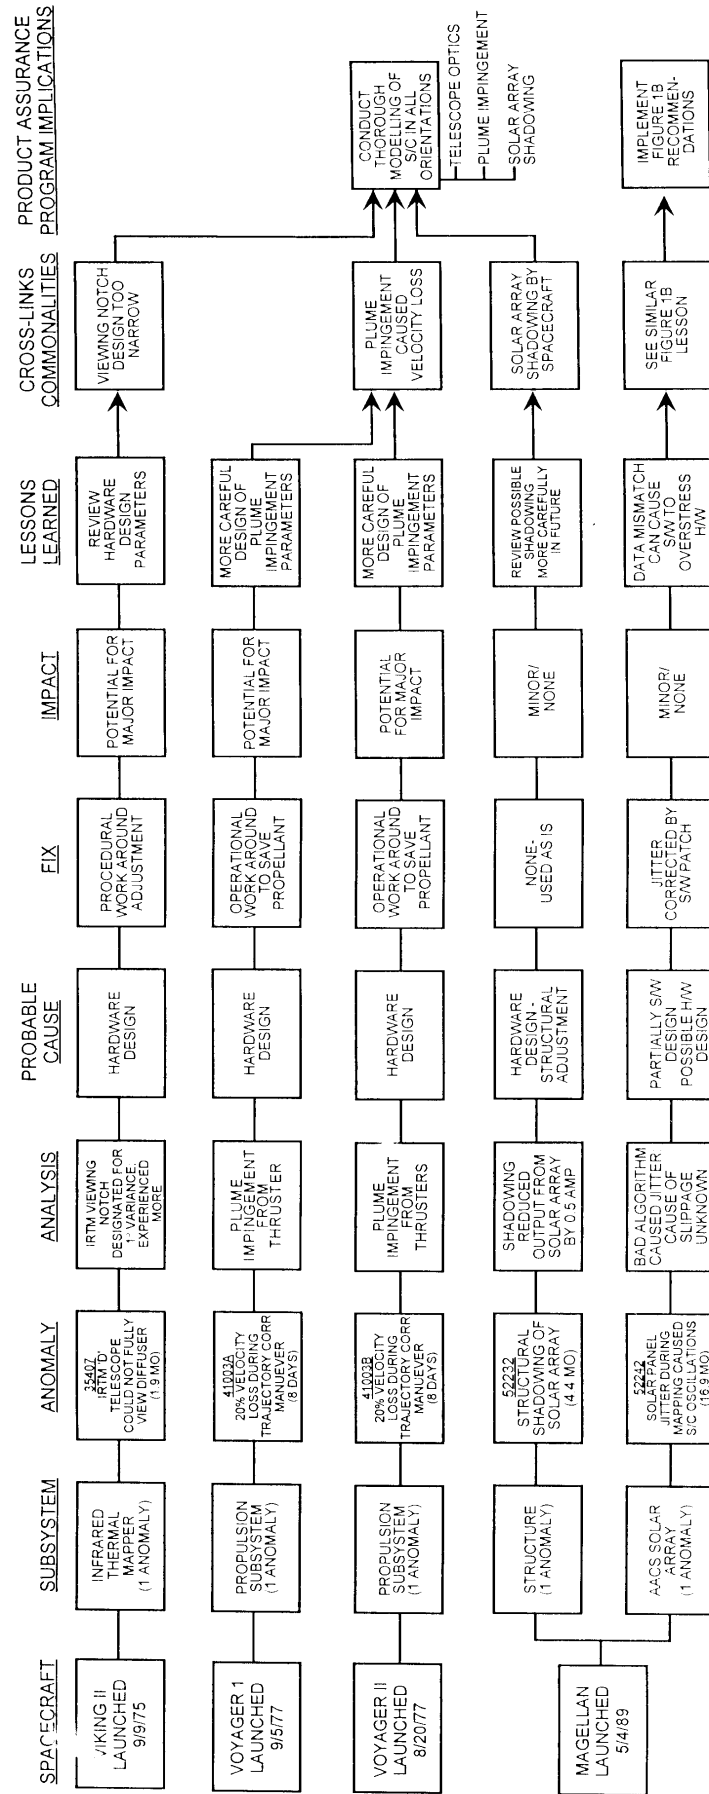 SPACECRAFT
SUBSYSTEM
ANOMALY
ANALYSIS
PROBABLE
CAUSE
FIX
IMPACT
LESSONS
LEARNED
CROSS-LINKS
COMMONALITIES
PRODUCT ASSURANCE
PROGRAM IMPLICATIONS
VIKING II
LAUNCHED
9/9/75
INFRARED
THERMAL
MAPPER
(1 ANOMALY)
35407
IRTM 'D'
TELESCOPE
COULD NOT FULLY
VIEW DIFFUSER
(1.9 MO)
IRTM VIEWING
NOTCH
DESIGNATED FOR
1° VARIANCE,
EXPERIENCED
MORE
HARDWARE
DESIGN
PROCEDURAL
WORK AROUND
ADJUSTMENT
POTENTIAL FOR
MAJOR IMPACT
REVIEW
HARDWARE
DESIGN
PARAMETERS
VIEWING NOTCH
DESIGN TOO
NARROW
VOYAGER 1
LAUNCHED
9/5/77
PROPULSION
SUBSYSTEM
(1 ANOMALY)
41003A
20% VELOCITY
LOSS DURING
TRAJECTORY CORR
MANUEVER
(8 DAYS)
PLUME
IMPINGEMENT
FROM
THRUSTER
HARDWARE
DESIGN
OPERATIONAL
WORK AROUND
TO SAVE
PROPELLANT
POTENTIAL FOR
MAJOR IMPACT
MORE CAREFUL
DESIGN OF
PLUME
IMPINGEMENT
PARAMETERS
VOYAGER II
LAUNCHED
8/20/77
PROPULSION
SUBSYSTEM
(1 ANOMALY)
41003B
20% VELOCITY
LOSS DURING
TRAJECTORY CORR
MANUEVER
(8 DAYS)
PLUME
IMPINGEMENT
FROM
THRUSTERS
HARDWARE
DESIGN
OPERATIONAL
WORK AROUND
TO SAVE
PROPELLANT
POTENTIAL
FOR MAJOR
IMPACT
MORE CAREFUL
DESIGN OF
PLUME
IMPINGEMENT
PARAMETERS
PLUME
IMPINGEMENT
CAUSED
VELOCITY LOSS
CONDUCT
THOROUGH
MODELLING OF
S/C IN ALL
ORIENTATIONS
TELESCOPE OPTICS
PLUME IMPINGEMENT
SOLAR ARRAY
SHADOWING
MAGELLAN
LAUNCHED
5/4/89
STRUCTURE
(1 ANOMALY)
52232
STRUCTURAL
SHADOWING OF
SOLAR ARRAY
(4.4 MO)
SHADOWING
REDUCED
OUTPUT FROM
SOLAR ARRAY
BY 0.5 AMP
HARDWARE
DESIGN -
STRUCTURAL
ADJUSTMENT
NONE-
USED AS IS
MINOR/
NONE
REVIEW POSSIBLE
SHADOWING
MORE CAREFULLY
IN FUTURE
SOLAR ARRAY
SHADOWING BY
SPACECRAFT
AACS SOLAR
ARRAY
(1 ANOMALY)
52242
SOLAR PANEL
JITTER DURING
MAPPING CAUSED
S/C OSCILLATIONS
(16.9 MO)
BAD ALGORITHM
CAUSED JITTER
CAUSE OF
SLIPPAGE
UNKNOWN
PARTIALLY S/W
DESIGN
POSSIBLE H/W
DESIGN
JITTER
CORRECTED BY
S/W PATCH
MINOR/
NONE
DATA MISMATCH
CAN CAUSE
S/W TO
OVERSTRESS
H/W
SEE SIMILAR
FIGURE 1B
LESSON
IMPLEMENT
FIGURE 1B
RECOMMEN-
DATIONS